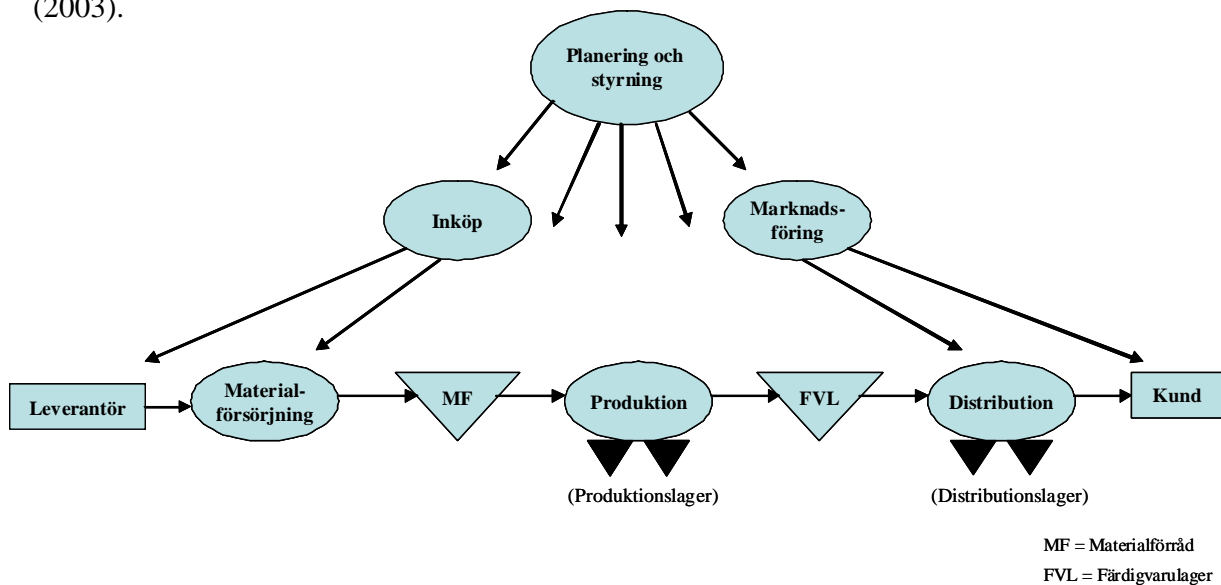 (2003).
Planering och
styrning
Inköp
Marknads-
föring
Leverantör
Material-
försörjning
MF
Produktion
FVL
Distribution
Kund
(Produktionslager)
(Distributionslager)
MF = Materialförråd
FVL = Färdigvarulager